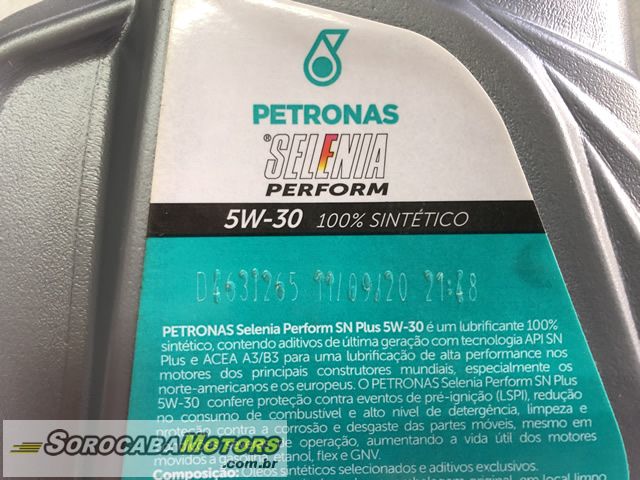 PETRONAS
SELENIA
PERFORM
5W-30 100% SINTÉTICO
D4631265 11/09/20 21:48
PETRONAS Selenia Perform SN Plus 5W-30 é um lubrificante 100%
sintético, contendo aditivos de última geração com tecnologia API SN
Plus e ACEA A3/B3 para uma lubrificação de alta performance nos
motores dos principais construtores mundiais, especialmente os
norte-americanos e os europeus. O PETRONAS Selenia Perform SN Plus
5W-30 confere proteção contra eventos de pré-ignição (LSPI), redução
no consumo de combustível e alto nível de detergência, limpeza e
proteção contra a corrosão e desgaste das partes móveis, mesmo em
de operação, aumentando a vida útil dos motores
movidos a gasolina, etanol, flex e GNV.
Composição: Óleos sintéticos selecionados e aditivos exclusivos.
SOROCABA MOTORS
.com.br